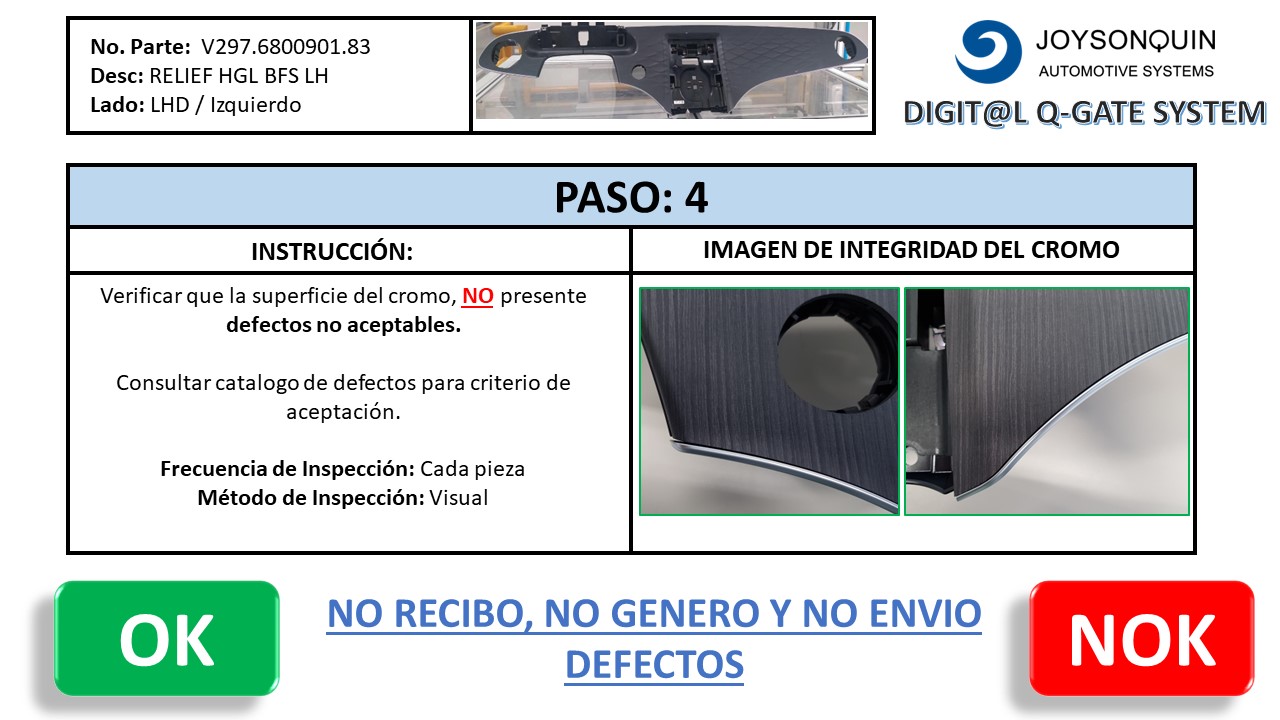 No. Parte: V297.6800901.83
Desc: RELIEF HGL BFS LH
Lado: LHD / Izquierdo
JOYSONQUIN
AUTOMOTIVE SYSTEMS
DIGIT@L Q-GATE SYSTEM
PASO: 4
INSTRUCCIÓN:
IMAGEN DE INTEGRIDAD DEL CROMO
Verificar que la superficie del cromo, NO presente
defectos no aceptables.
Consultar catalogo de defectos para criterio de
aceptación.
Frecuencia de Inspección: Cada pieza
Método de Inspección: Visual
OK
NO RECIBO, NO GENERO Y NO ENVIO
DEFECTOS
NOK